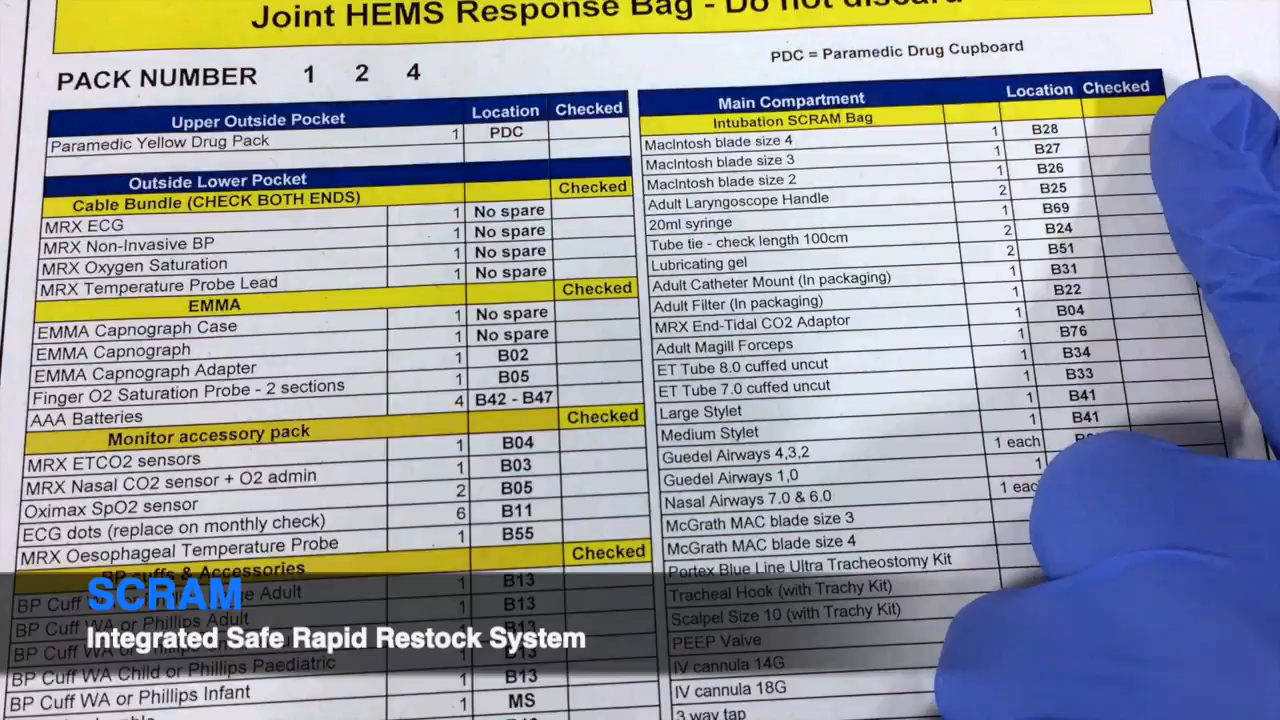 Joint HEMS Response Bag - Do not discard
PACK NUMBER 1 2 4
PDC = Paramedic Drug Cupboard
Upper Outside Pocket Location Checked
Paramedic Yellow Drug Pack 1 PDC
Outside Lower Pocket
Cable Bundle (CHECK BOTH ENDS) Checked
MRX ECG 1 No spare
MRX Non-Invasive BP 1 No spare
MRX Oxygen Saturation 1 No spare
MRX Temperature Probe Lead 1 No spare
EMMA Checked
EMMA Capnograph Case 1 No spare
EMMA Capnograph 1 No spare
EMMA Capnograph Adapter 1 B02
Finger O2 Saturation Probe - 2 sections 1 B05
AAA Batteries 4 B42 - B47
Monitor accessory pack Checked
MRX ETCO2 sensors 1 B04
MRX Nasal CO2 sensor + O2 admin 1 B03
Oximax SpO2 sensor 2 B05
ECG dots (replace on monthly check) 6 B11
MRX Oesophageal Temperature Probe 1 B55
BP cuffs & Accessories Checked
BP Cuff Adult 1 B13
BP Cuff WA or Phillips Adult 1 B13
BP Cuff WA or B13
BP Cuff WA Child or Phillips Paediatric 1 B13
BP Cuff WA or Phillips Infant 1 MS
Main Compartment Location Checked
Intubation SCRAM Bag
MacIntosh blade size 4 1 B28
MacIntosh blade size 3 1 B27
MacIntosh blade size 2 1 B26
Adult Laryngoscope Handle 2 B25
20ml syringe 1 B69
Tube tie - check length 100cm 2 B24
Lubricating gel 2 B51
Adult Catheter Mount (In packaging) 1 B31
Adult Filter (In packaging) 1 B22
MRX End-Tidal CO2 Adaptor 1 B04
Adult Magill Forceps 1 B76
ET Tube 8.0 cuffed uncut 1 B34
ET Tube 7.0 cuffed uncut 1 B33
Large Stylet 1 B41
Medium Stylet 1 B41
Guedel Airways 4,3,2 1 each
Guedel Airways 1,0 1
Nasal Airways 7.0 & 6.0 1 eac
McGrath MAC blade size 3
McGrath MAC blade size 4
Portex Blue Line Ultra Tracheostomy Kit
Tracheal Hook (with Trachy Kit)
Scalpel Size 10 (with Trachy Kit)
PEEP Valve
IV cannula 14G
IV cannula 18G
3 way tap
SCRAM
Integrated Safe Rapid Restock System